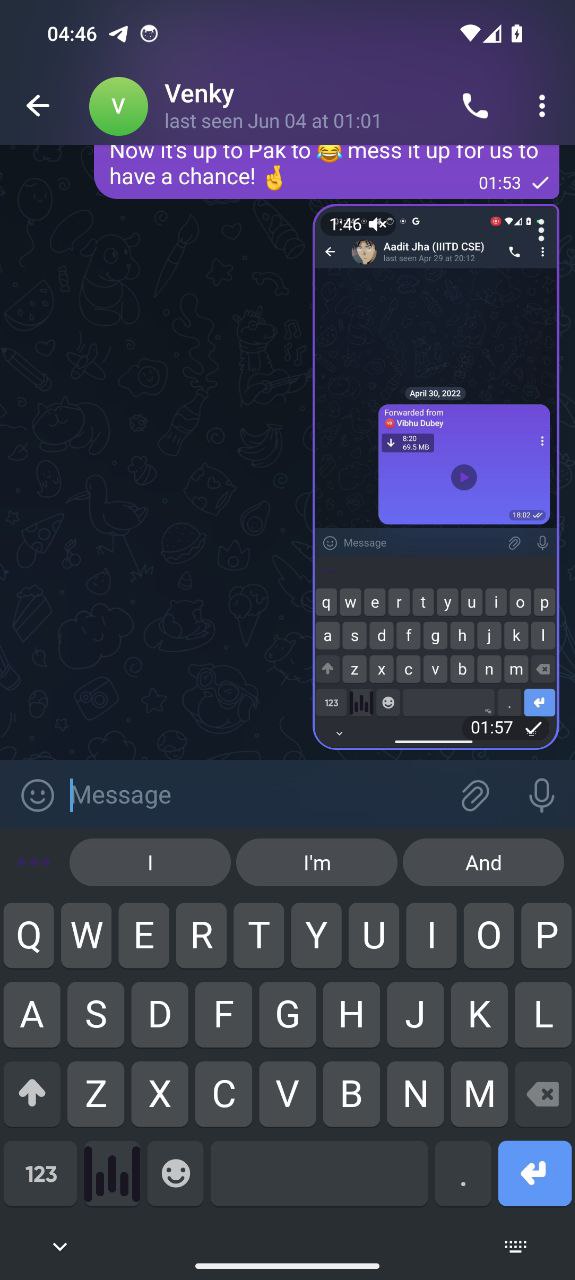 04:46
V
Venky
last seen Jun 04 at 01:01
Now it's up to Pak to 😂 mess it up for us to
have a chance! 🤞
01:53
1:46
G
Aadit Jha (IIITD CSE)
last seen Apr 29 at 20:12
April 30, 2022
Forwarded from
Vibhu Dubey
8:20
69.5 MB
18:02
Message
q w e r t y u i o p
a s d f g h j k l
z x c v b n m
123 .
01:57
Message
I I'm And
Q W E R T Y U I O P
A S D F G H J K L
Z X C V B N M
123 .